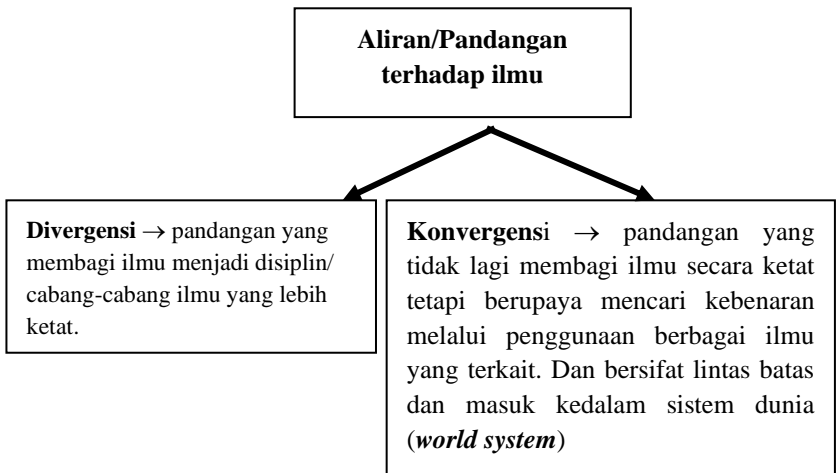 Aliran/Pandangan
terhadap ilmu
Divergensi → pandangan yang
membagi ilmu menjadi disiplin/
cabang-cabang ilmu yang lebih
ketat.
Konvergensi → pandangan yang
tidak lagi membagi ilmu secara ketat
tetapi berupaya mencari kebenaran
melalui penggunaan berbagai ilmu
yang terkait. Dan bersifat lintas batas
dan masuk kedalam sistem dunia
(world system)